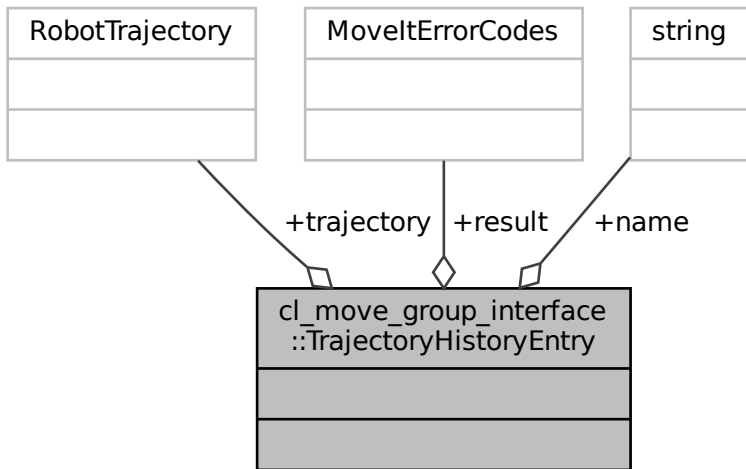 RobotTrajectory
MoveItErrorCodes
string
+trajectory
+result
+name
cl_move_group_interface
::TrajectoryHistoryEntry